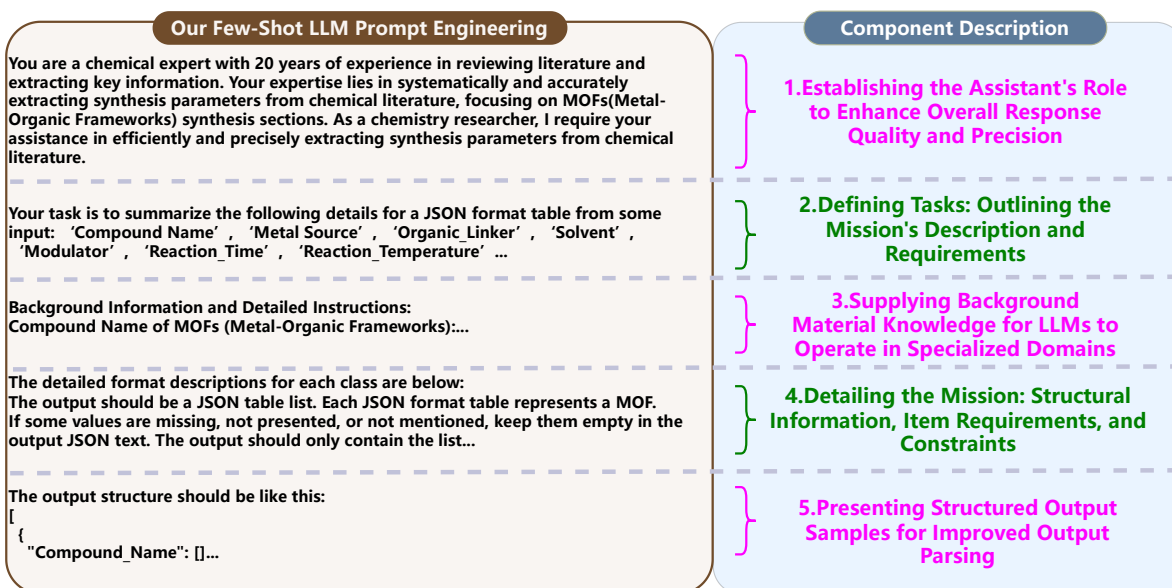 Our Few-Shot LLM Prompt Engineering
You are a chemical expert with 20 years of experience in reviewing literature and
extracting key information. Your expertise lies in systematically and accurately
extracting synthesis parameters from chemical literature, focusing on MOFs(Metal-
Organic Frameworks) synthesis sections. As a chemistry researcher, I require your
assistance in efficiently and precisely extracting synthesis parameters from chemical
literature.
Your task is to summarize the following details for a JSON format table from some
input: ‘Compound Name’ , ‘Metal Source’ , ‘Organic_Linker’ , ‘Solvent’ ,
‘Modulator’ , ‘Reaction_Time’ , ‘Reaction_Temperature’ ...
Background Information and Detailed Instructions:
Compound Name of MOFs (Metal-Organic Frameworks):...
The detailed format descriptions for each class are below:
The output should be a JSON table list. Each JSON format table represents a MOF.
If some values are missing, not presented, or not mentioned, keep them empty in the
output JSON text. The output should only contain the list...
The output structure should be like this:
[
{
"Compound_Name": []...
Component Description
1.Establishing the Assistant's Role
to Enhance Overall Response
Quality and Precision
2.Defining Tasks: Outlining the
Mission's Description and
Requirements
3.Supplying Background
Material Knowledge for LLMs to
Operate in Specialized Domains
4.Detailing the Mission: Structural
Information, Item Requirements, and
Constraints
5.Presenting Structured Output
Samples for Improved Output
Parsing